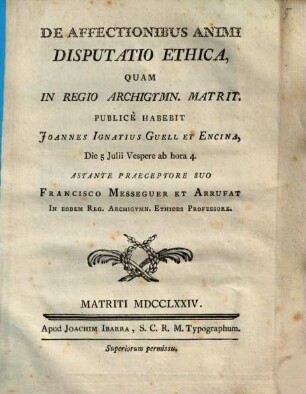 5
DE AFFECTIONIBUS ANIMI
DISPUTATIO ETHICA,
QUAM
IN REGIO ARCHIGYMN. MATRIT.
PUBLICÈ HABEBIT
JOANNES IGNATIUS GUELL ET ENCINA,
Die 5 Julii Vespere ab hora 4.
ASTANTE PRAECEPTORE SUO
FRANCISCO MESSEGUER ET ARRUFAT
IN EODEM REG. ARCHIGYMN. ETHICES PROFESORE.
MATRITI MDCCLXXIV.
Apud JOACHIM IBARRA, S. C. R. M. Typographum.
Superiorum permissu.